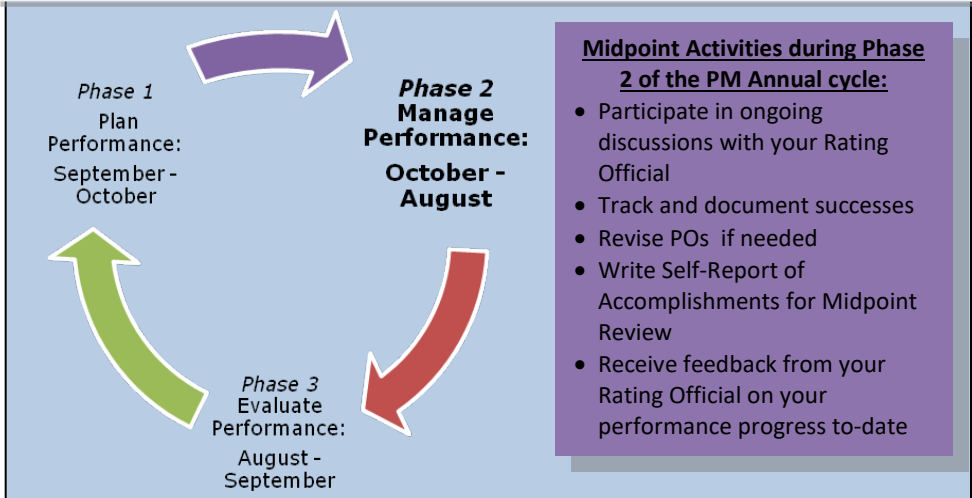 Phase 1
Plan
Performance:
September -
October
Phase 2
Manage
Performance:
October -
August
Phase 3
Evaluate
Performance:
August -
September
Midpoint Activities during Phase
2 of the PM Annual cycle:
• Participate in ongoing
discussions with your Rating
Official
• Track and document successes
• Revise POs  if needed
• Write Self-Report of
Accomplishments for Midpoint
Review
• Receive feedback from your
Rating Official on your
performance progress to-date